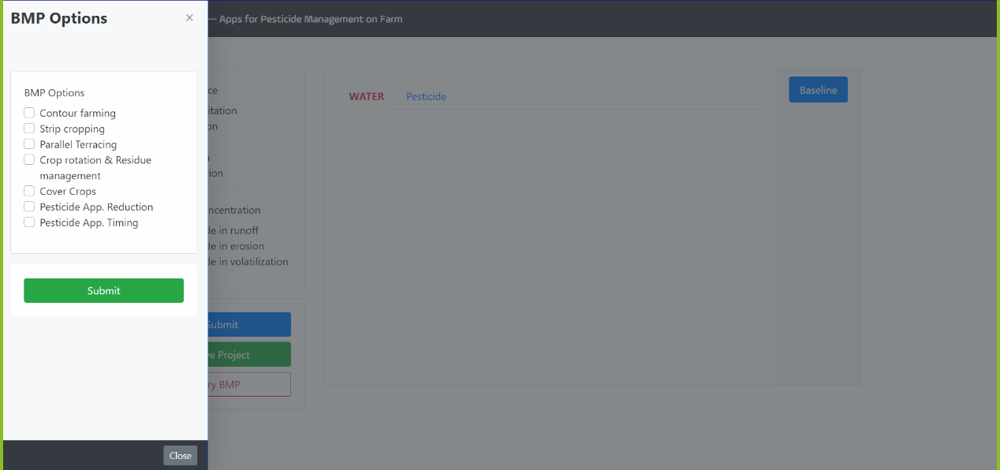 BMP Options
×
— Apps for Pesticide Management on Farm
BMP Options
Contour farming
Strip cropping
Parallel Terracing
Crop rotation & Residue
management
Cover Crops
Pesticide App. Reduction
Pesticide App. Timing
Submit
Close
WATER
Pesticide
Baseline
ce
itation
on
ion
ncentration
de in runoff
de in erosion
de in volatilization
Submit
ve Project
ry BMP